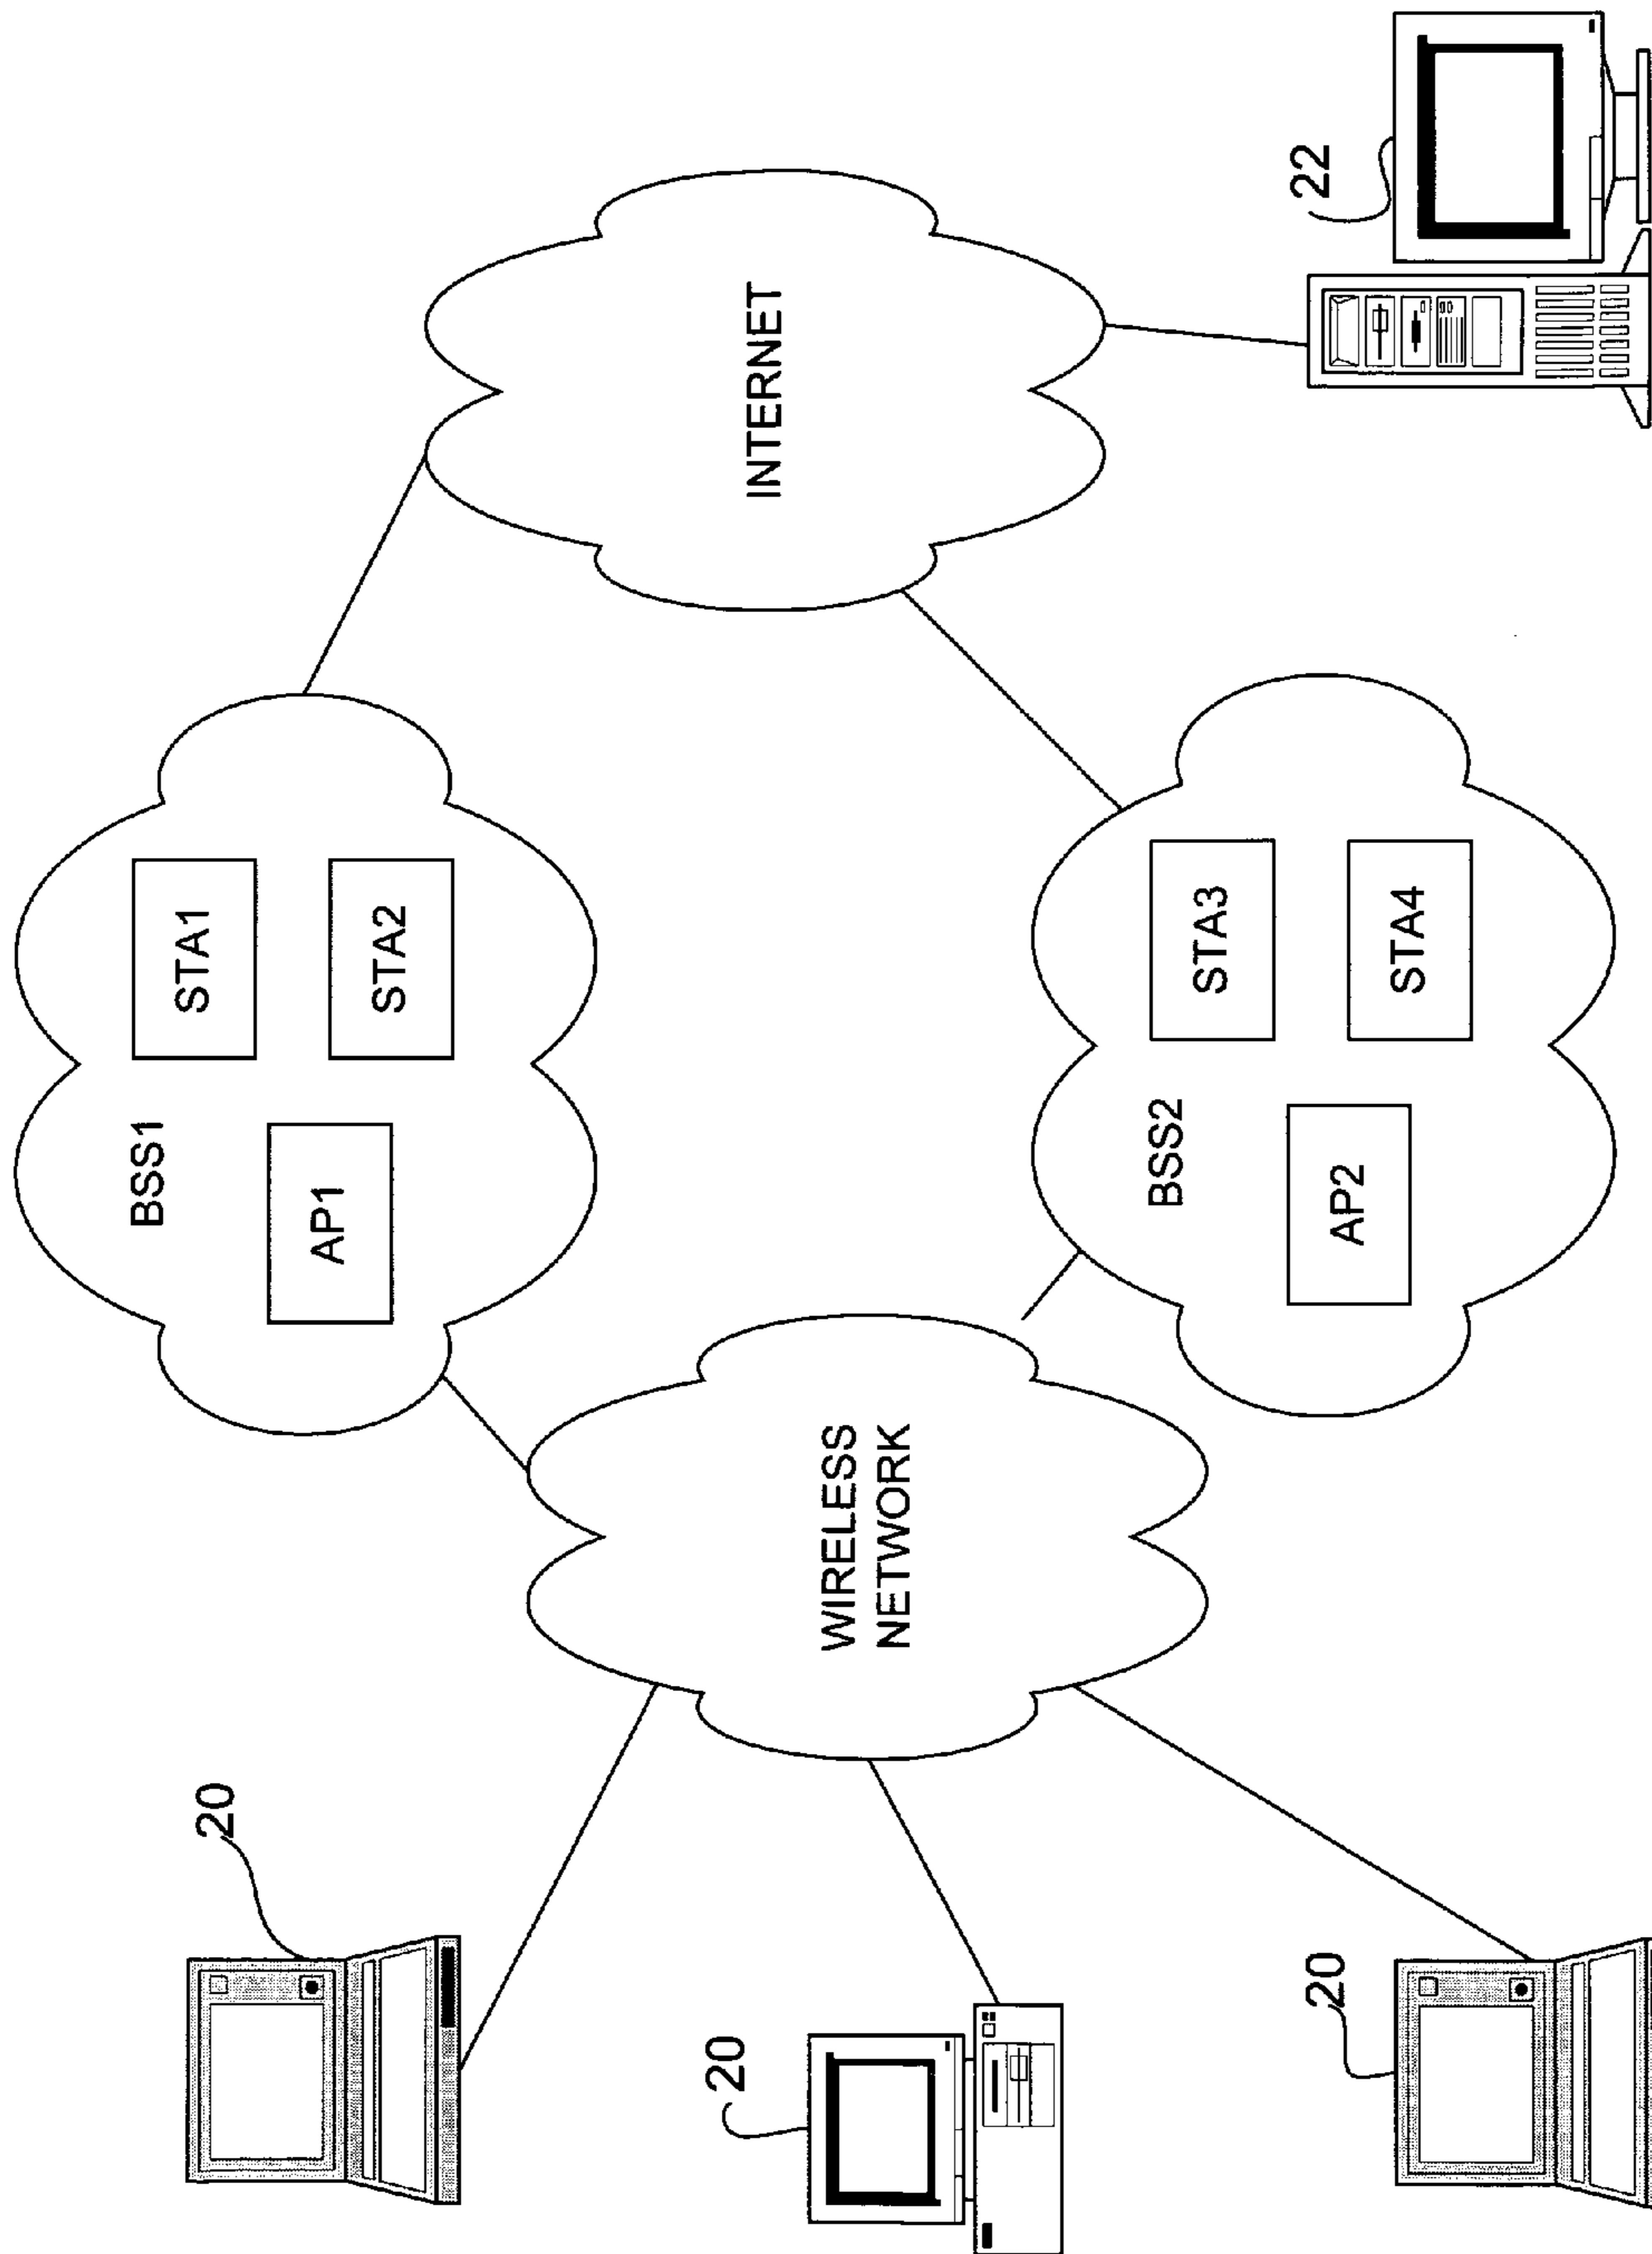 20
20
20
WIRELESS
NETWORK
BSS1
AP1
STA1
STA2
BSS2
AP2
STA3
STA4
INTERNET
22